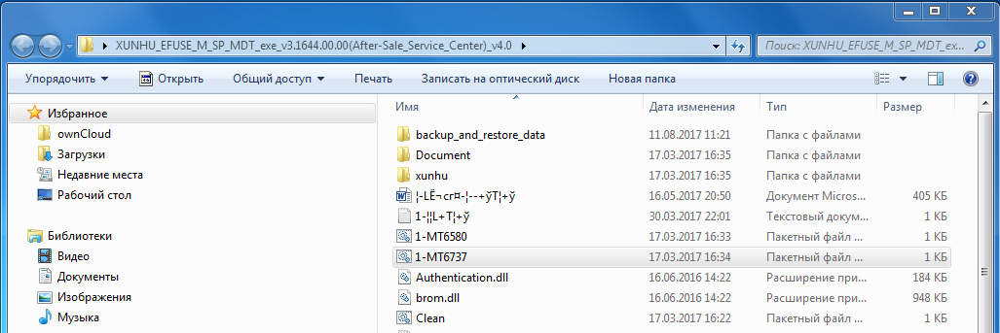 XUNHU_EFUSE_M_SP_MDT_exe_v3.1644.00.00(After-Sale_Service_Center)_v4.0
Поиск: XUNHU_EFUSE_M_SP_MDT_ex...
Упорядочить Открыть Общий доступ Печать Записать на оптический диск Новая папка
Избранное
ownCloud
Загрузки
Недавние места
Рабочий стол
Библиотеки
Видео
Документы
Изображения
Музыка
Имя Дата изменения Тип Размер
backup_and_restore_data 11.08.2017 11:21 Папка с файлами
Document 17.03.2017 16:35 Папка с файлами
xunhu 17.03.2017 16:35 Папка с файлами
¦-LË¬cr¤-¦--+ўT¦+ў 16.05.2017 20:50 Документ Micros... 405 КБ
1-¦¦L+T¦+ў 30.03.2017 22:01 Текстовый докум... 1 КБ
1-MT6580 17.03.2017 16:33 Пакетный файл ... 1 КБ
1-MT6737 17.03.2017 16:34 Пакетный файл ... 1 КБ
Authentication.dll 16.06.2016 14:22 Расширение при... 184 КБ
brom.dll 16.06.2016 14:22 Расширение при... 948 КБ
Clean 17.03.2017 16:22 Пакетный файл ... 1 КБ